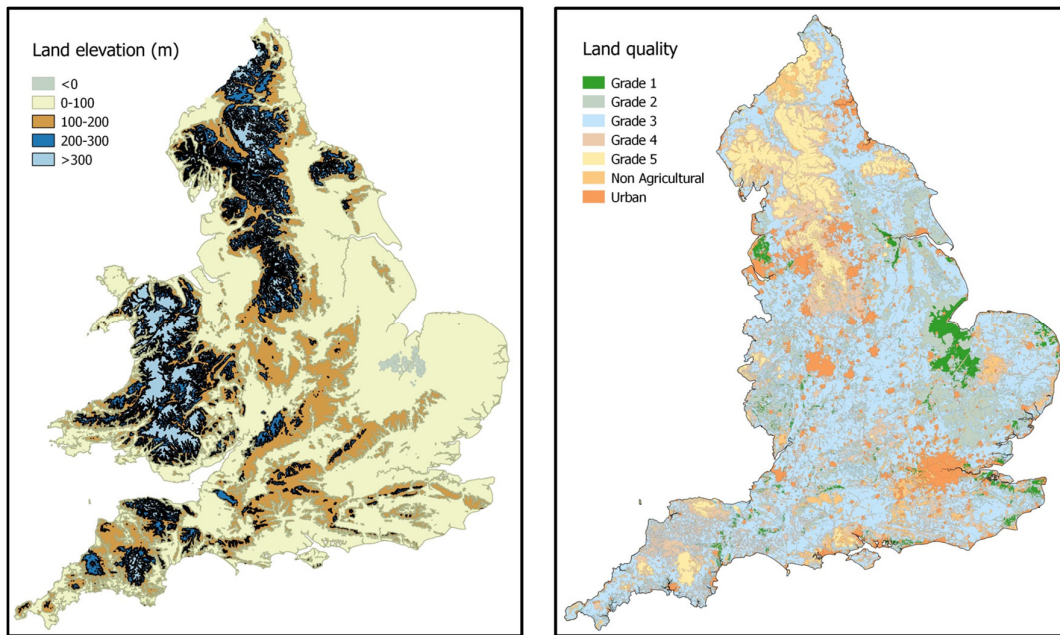 Land elevation (m)
<0
0-100
100-200
200-300
>300
Land quality
Grade 1
Grade 2
Grade 3
Grade 4
Grade 5
Non Agricultural
Urban